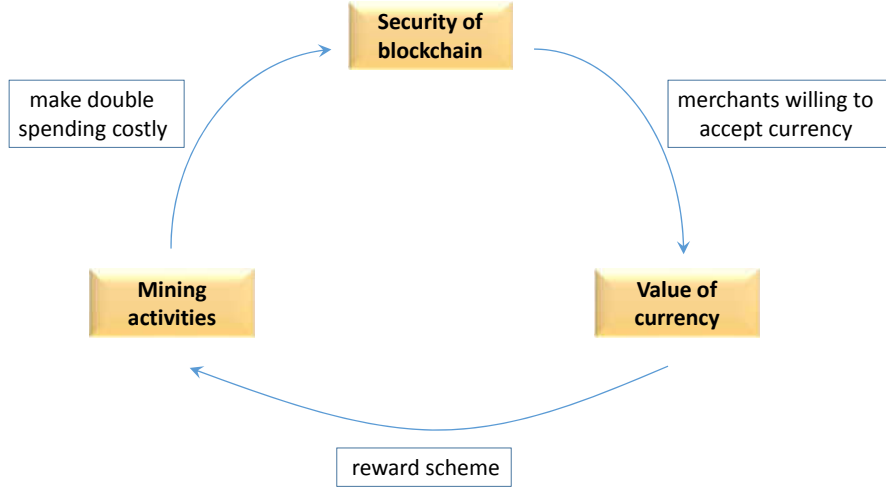 Security of
blockchain
make double
spending costly
merchants willing to
accept currency
Mining
activities
Value of
currency
reward scheme